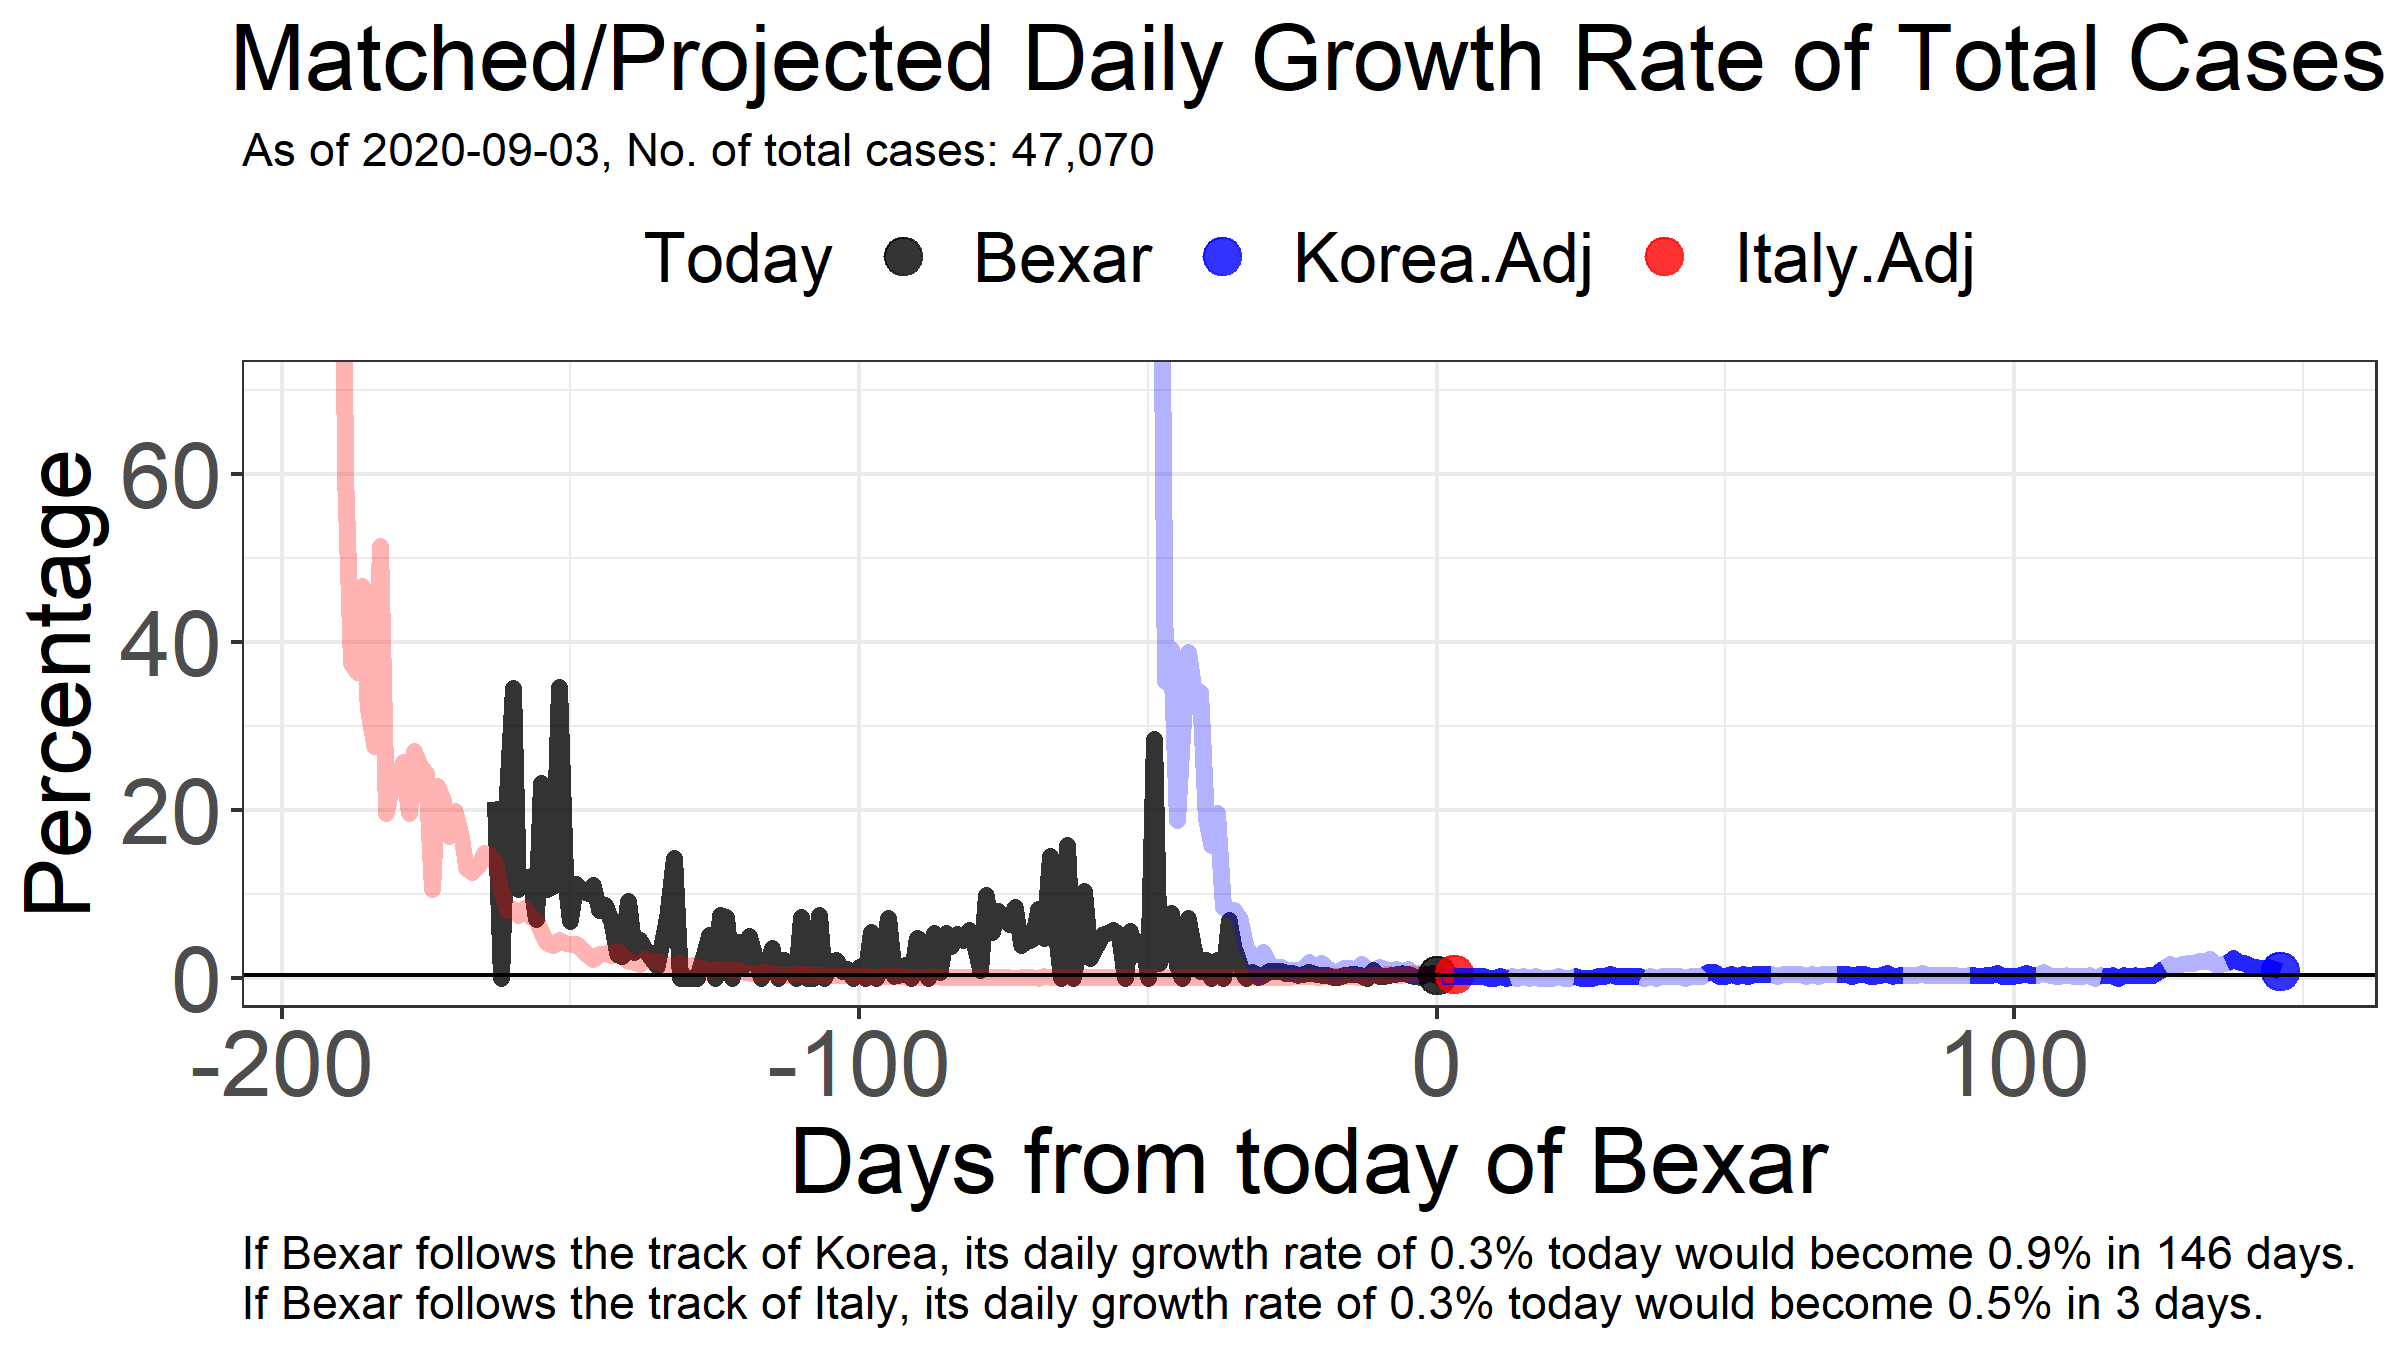 Matched/Projected Daily Growth Rate of Total Cases
As of 2020-09-03, No. of total cases: 47,070
Today Bexar Korea.Adj Italy.Adj
Percentage
60
40
20
0
-200 -100 0 100
Days from today of Bexar
If Bexar follows the track of Korea, its daily growth rate of 0.3% today would become 0.9% in 146 days.
If Bexar follows the track of Italy, its daily growth rate of 0.3% today would become 0.5% in 3 days.